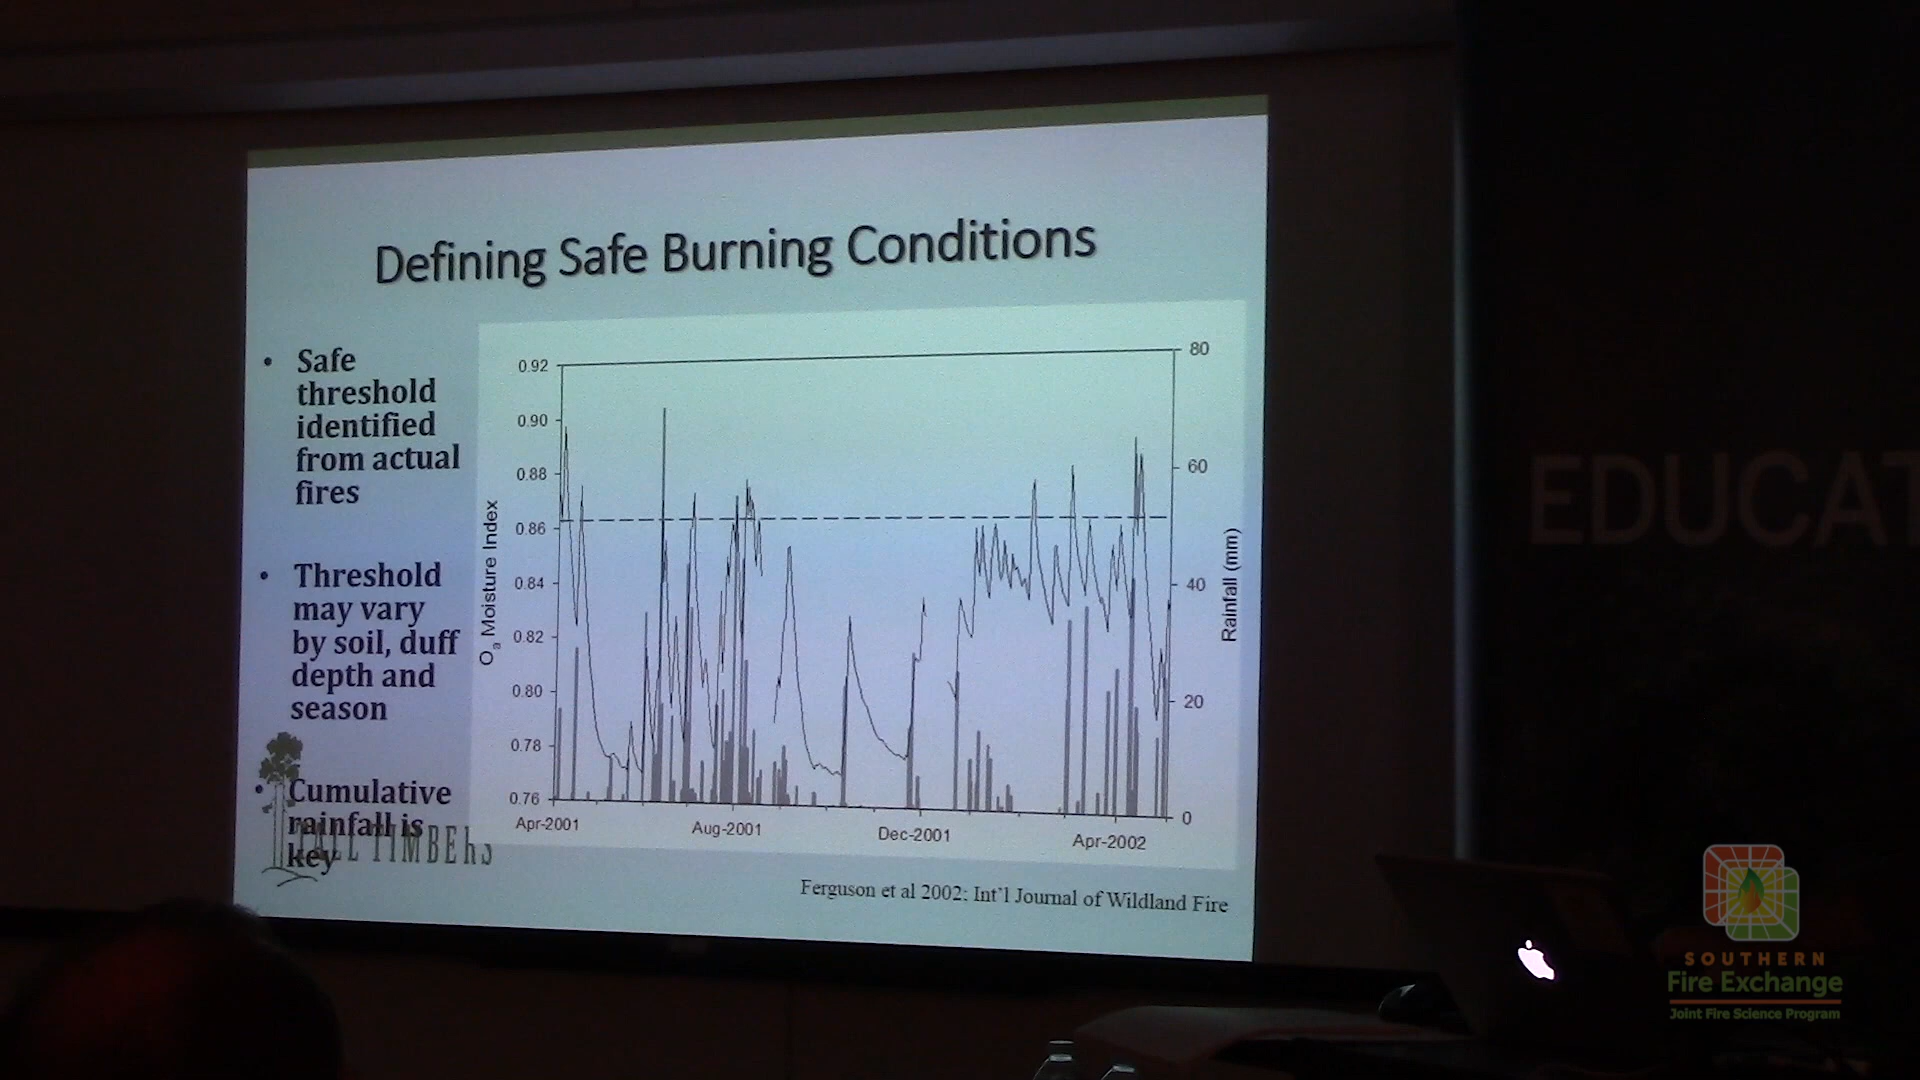 Defining Safe Burning Conditions
• Safe
threshold
identified
from actual
fires
• Threshold
may vary
by soil, duff
depth and
season
• Cumulative
rainfall is
key
TALL TIMBERS
0.92
0.90
0.88
0.86
0.84
0.82
0.80
0.78
0.76
Oa Moisture Index
80
60
40
20
0
Rainfall (mm)
Apr-2001
Aug-2001
Dec-2001
Apr-2002
Ferguson et al 2002; Int'l Journal of Wildland Fire
EDUCAT
SOUTHERN
Fire Exchange
Joint Fire Science Program